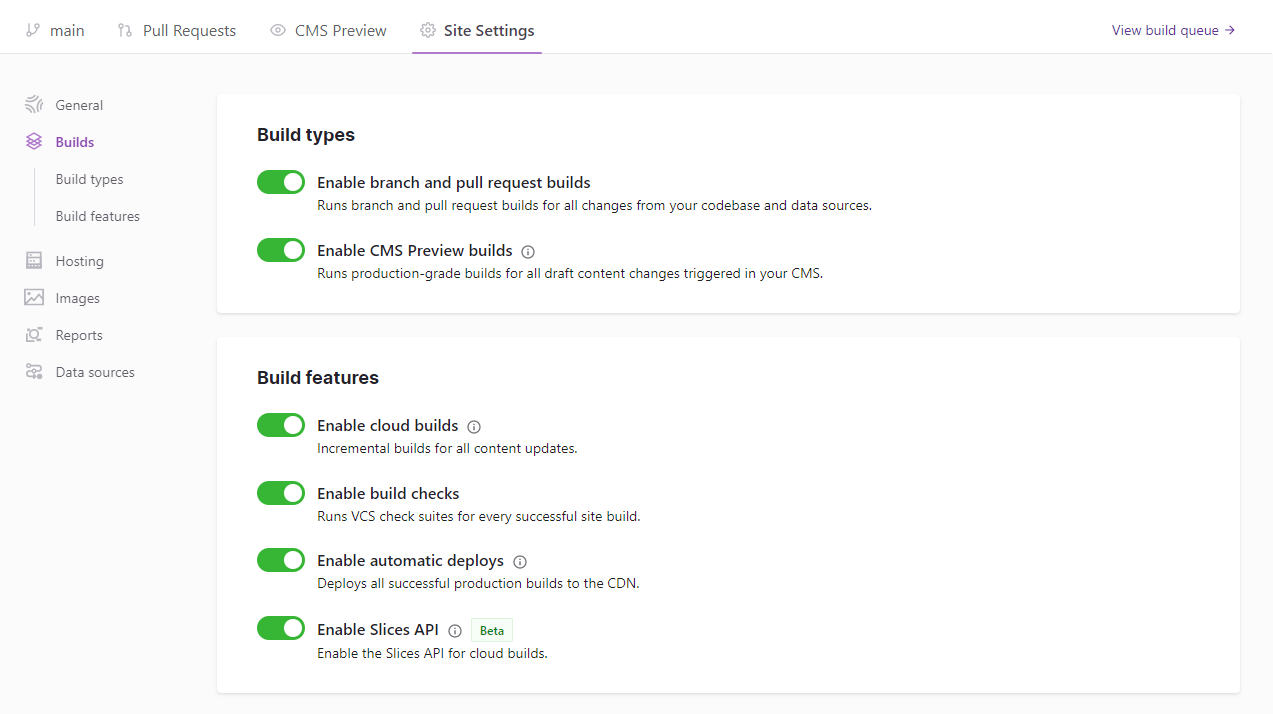 main
Pull Requests
CMS Preview
Site Settings
View build queue →
General
Builds
Build types
Build features
Hosting
Images
Reports
Data sources
Build types
Enable branch and pull request builds
Runs branch and pull request builds for all changes from your codebase and data sources.
Enable CMS Preview builds
Runs production-grade builds for all draft content changes triggered in your CMS.
Build features
Enable cloud builds
Incremental builds for all content updates.
Enable build checks
Runs VCS check suites for every successful site build.
Enable automatic deploys
Deploys all successful production builds to the CDN.
Enable Slices API Beta
Enable the Slices API for cloud builds.